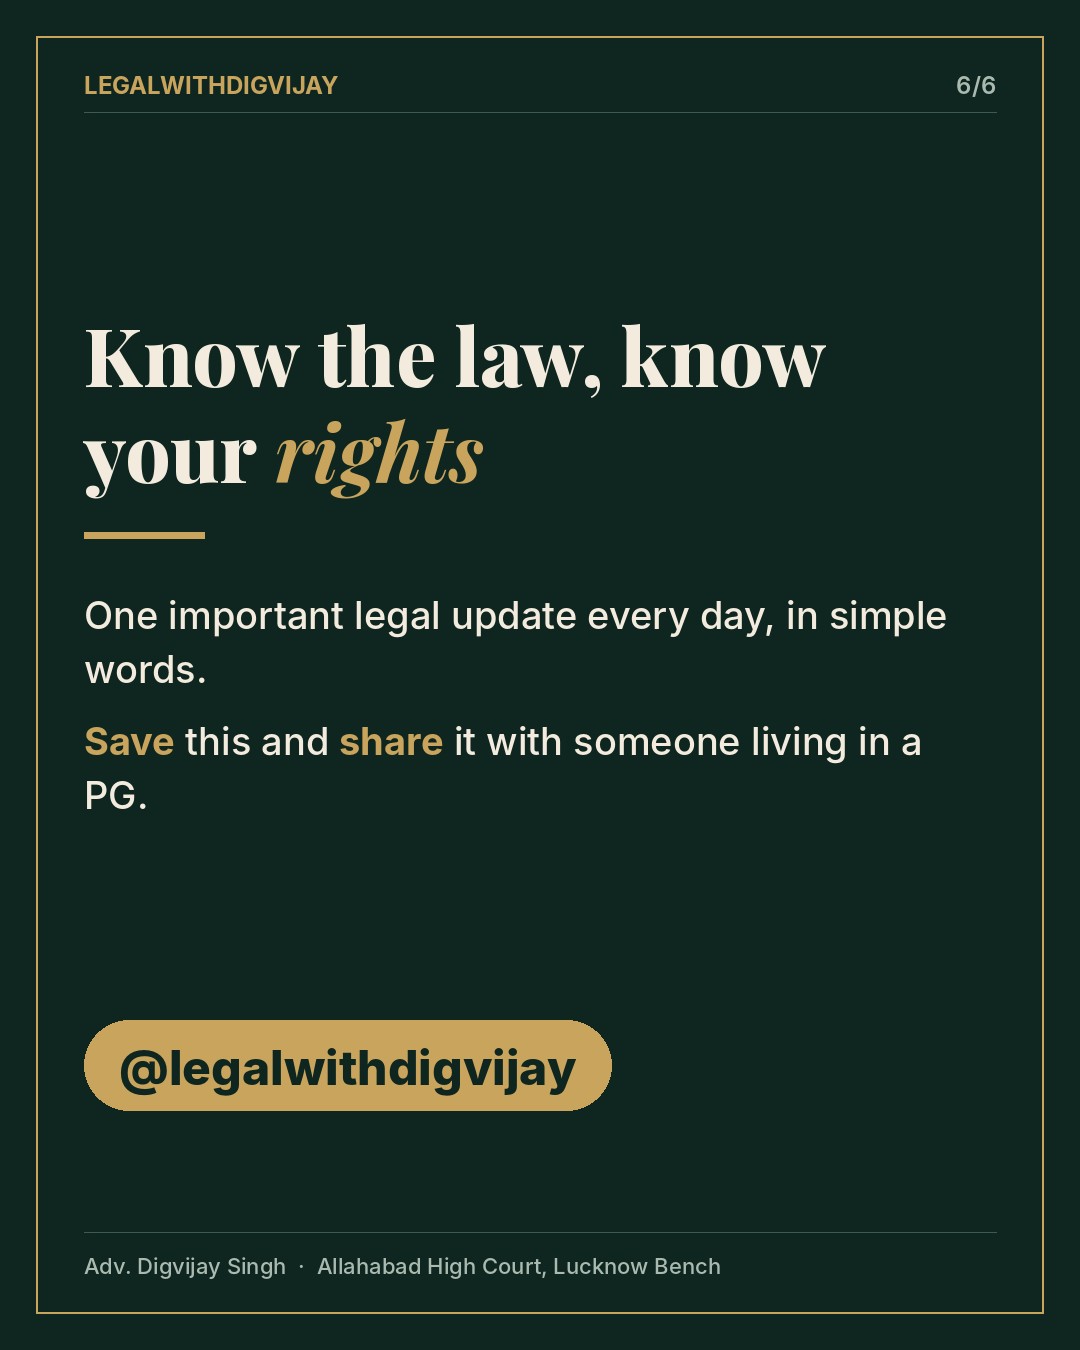 LEGALWITHDIGVIJAY
6/6
Know the law, know
your rights
One important legal update every day, in simple
words.
Save this and share it with someone living in a
PG.
@legalwithdigvijay
Adv. Digvijay Singh · Allahabad High Court, Lucknow Bench